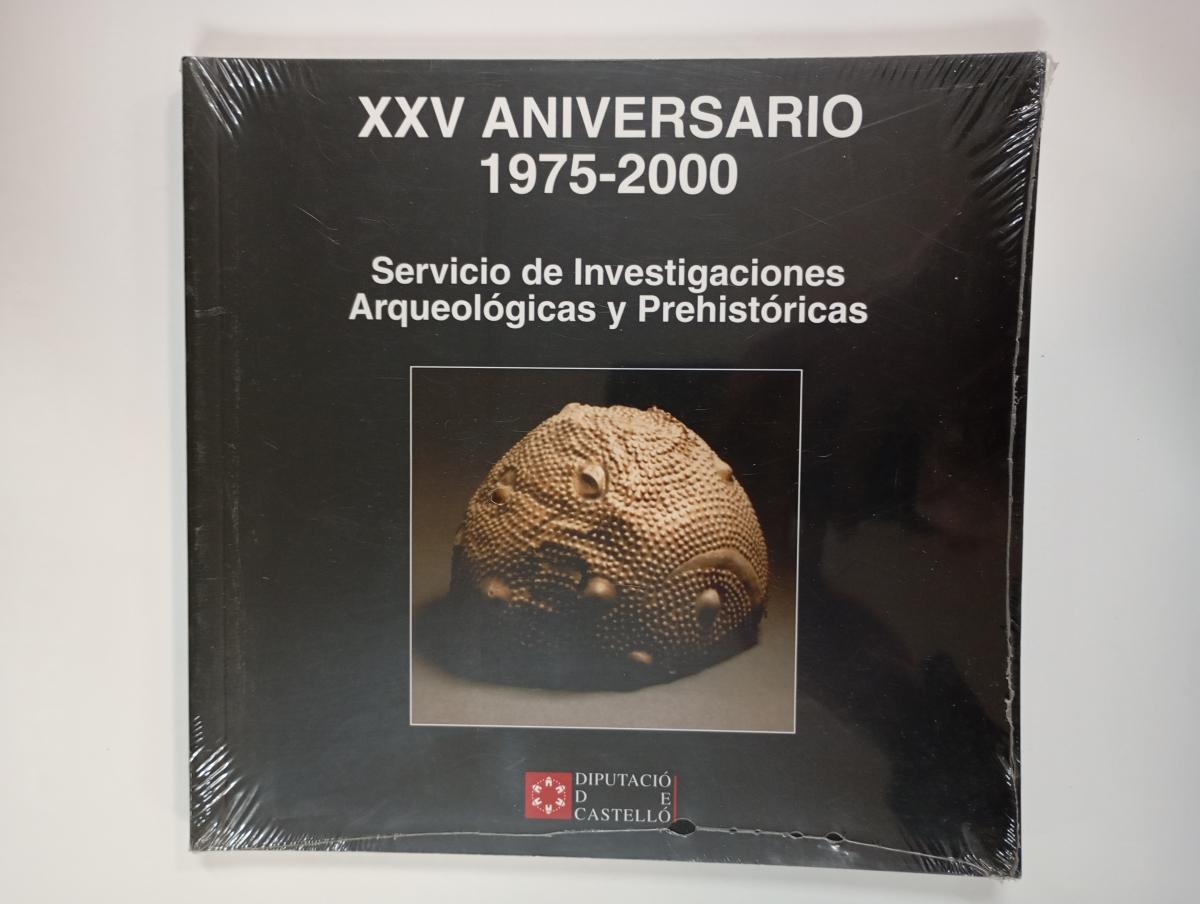 XXV ANIVERSARIO
1975-2000
Servicio de Investigaciones
Arqueológicas y Prehistóricas
DIPUTACIÓ
D E
CASTELLÓ